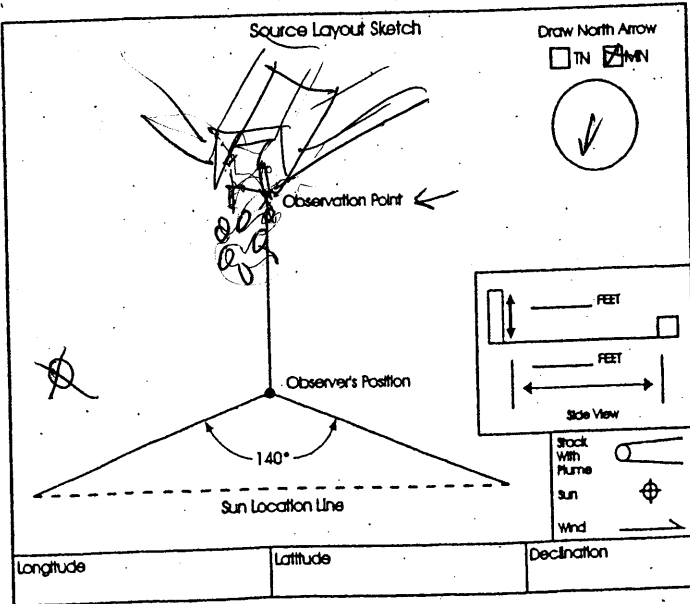 Source Layout Sketch
Draw North Arrow
TN MN
Observation Point
FEET
FEET
Side View
Observer's Position
140°
Sun Location Line
Stack
With
Plume
Sun
Wind
Longitude
Latitude
Declination